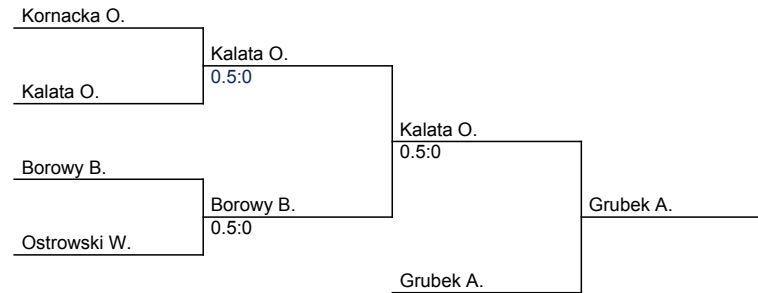 Kornacka O.
Kalata O.
0.5:0
Kalata O.
Kalata O.
0.5:0
Borowy B.
Borowy B.
0.5:0
Grubek A.
Ostrowski W.
Grubek A.